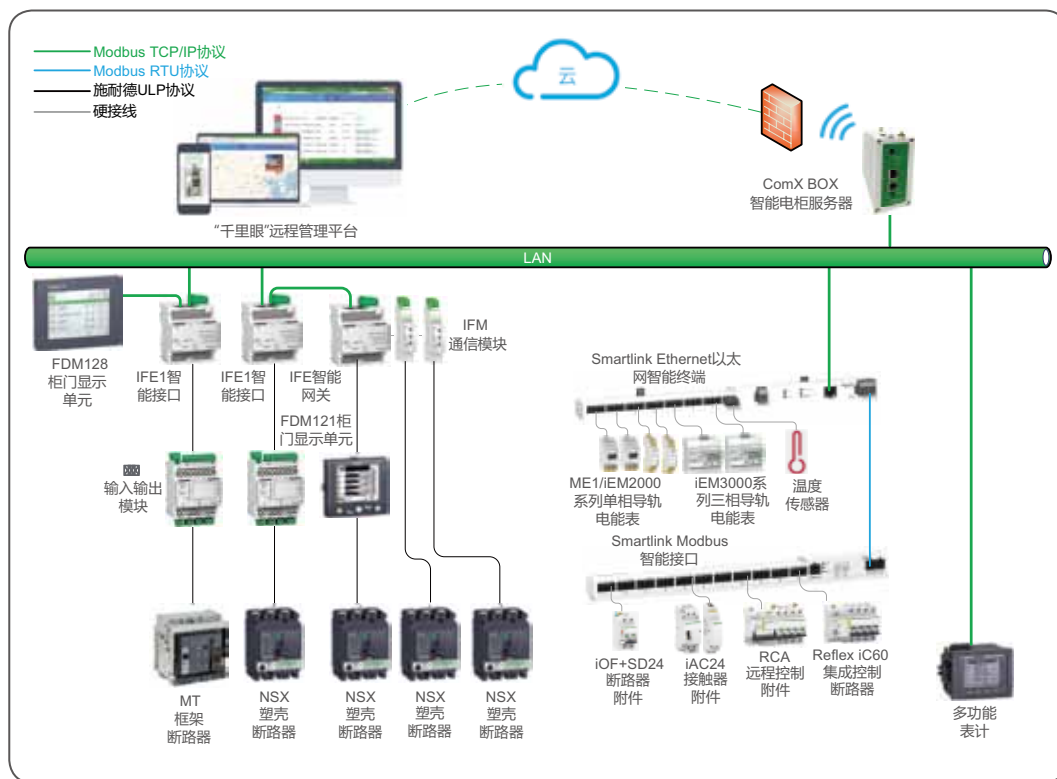 Modbus TCP/IP协议
Modbus RTU协议
施耐德ULP协议
硬接线
云
ComX BOX
智能电柜服务器
“千里眼”远程管理平台
LAN
FDM128
柜门显示
单元
IFE1智
能接口
IFE1智
能接口
IFE智能
网关
IFM
通信模块
FDM121柜
门显示单元
输入输出
模块
Smartlink Ethernet以太
网智能终端
ME1/iEM2000
系列单相导轨
电能表
iEM3000系
列三相导轨
电能表
温度
传感器
Smartlink Modbus
智能接口
iOF+SD24
断路器
附件
iAC24
接触器
附件
RCA
远程控制
附件
Reflex iC60
集成控制
断路器
MT
框架
断路器
NSX
塑壳
断路器
NSX
塑壳
断路器
NSX
塑壳
断路器
NSX
塑壳
断路器
多功能
表计